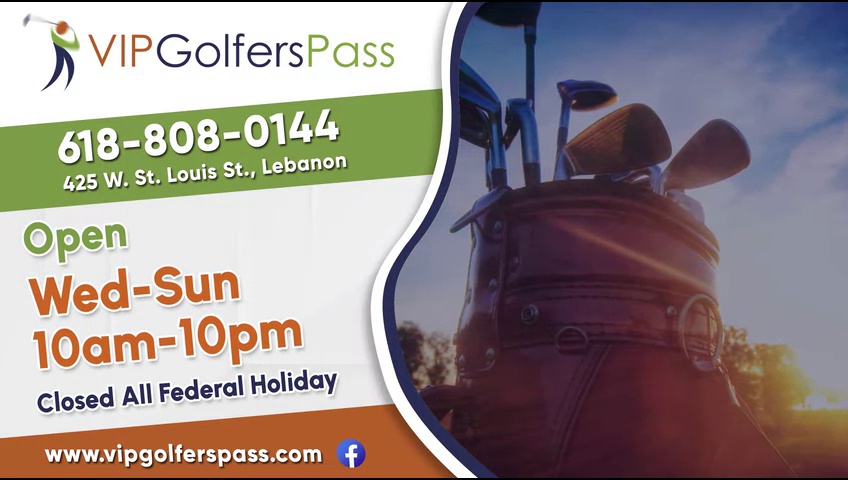 VIPGolfersPass
618-808-0144
425 W. St. Louis St., Lebanon
Open
Wed-Sun
10am-10pm
Closed All Federal Holiday
www.vipgolferspass.com